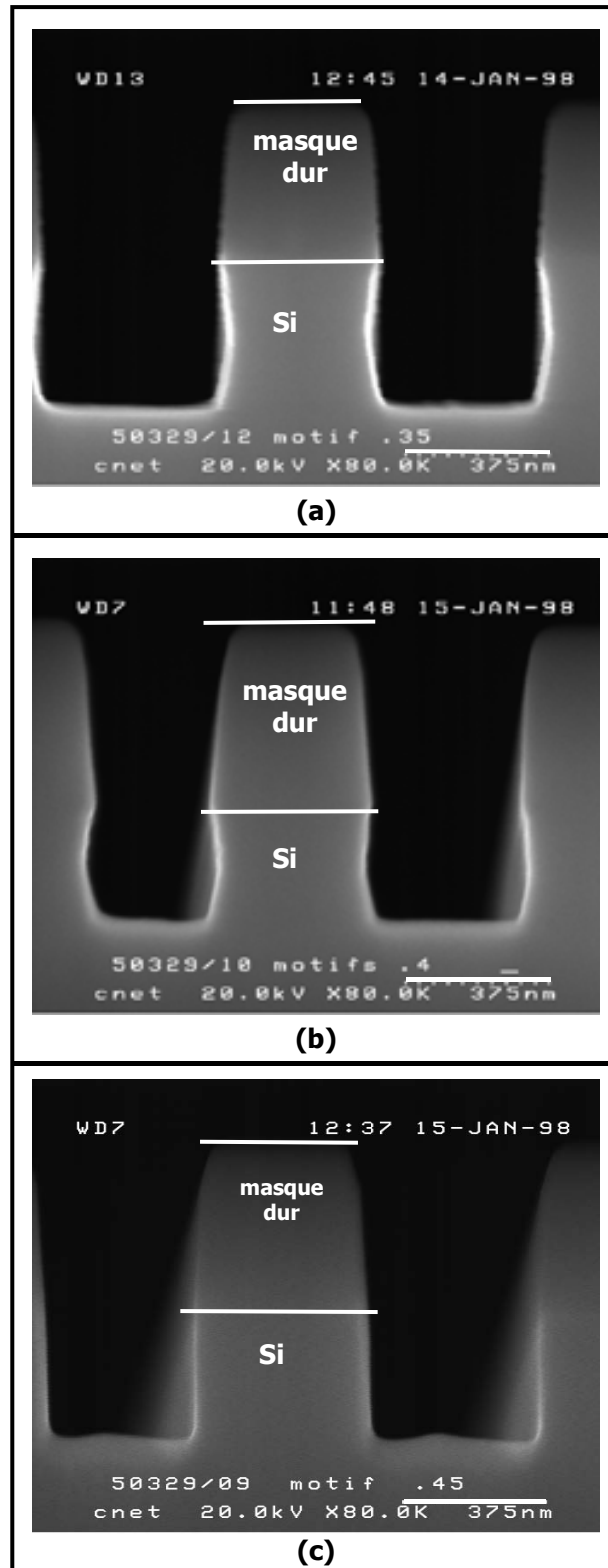 WD13 12:45 14-JAN-98
masque
dur
Si
50329/12 motif .35
cnet 20.0kV X80.0K 375nm
(a)
WD7 11:48 15-JAN-98
masque
dur
Si
50329/10 motifs .4
cnet 20.0kV X80.0K 375nm
(b)
WD7 12:37 15-JAN-98
masque
dur
Si
50329/09 motif .45
cnet 20.0kV X80.0K 375nm
(c)